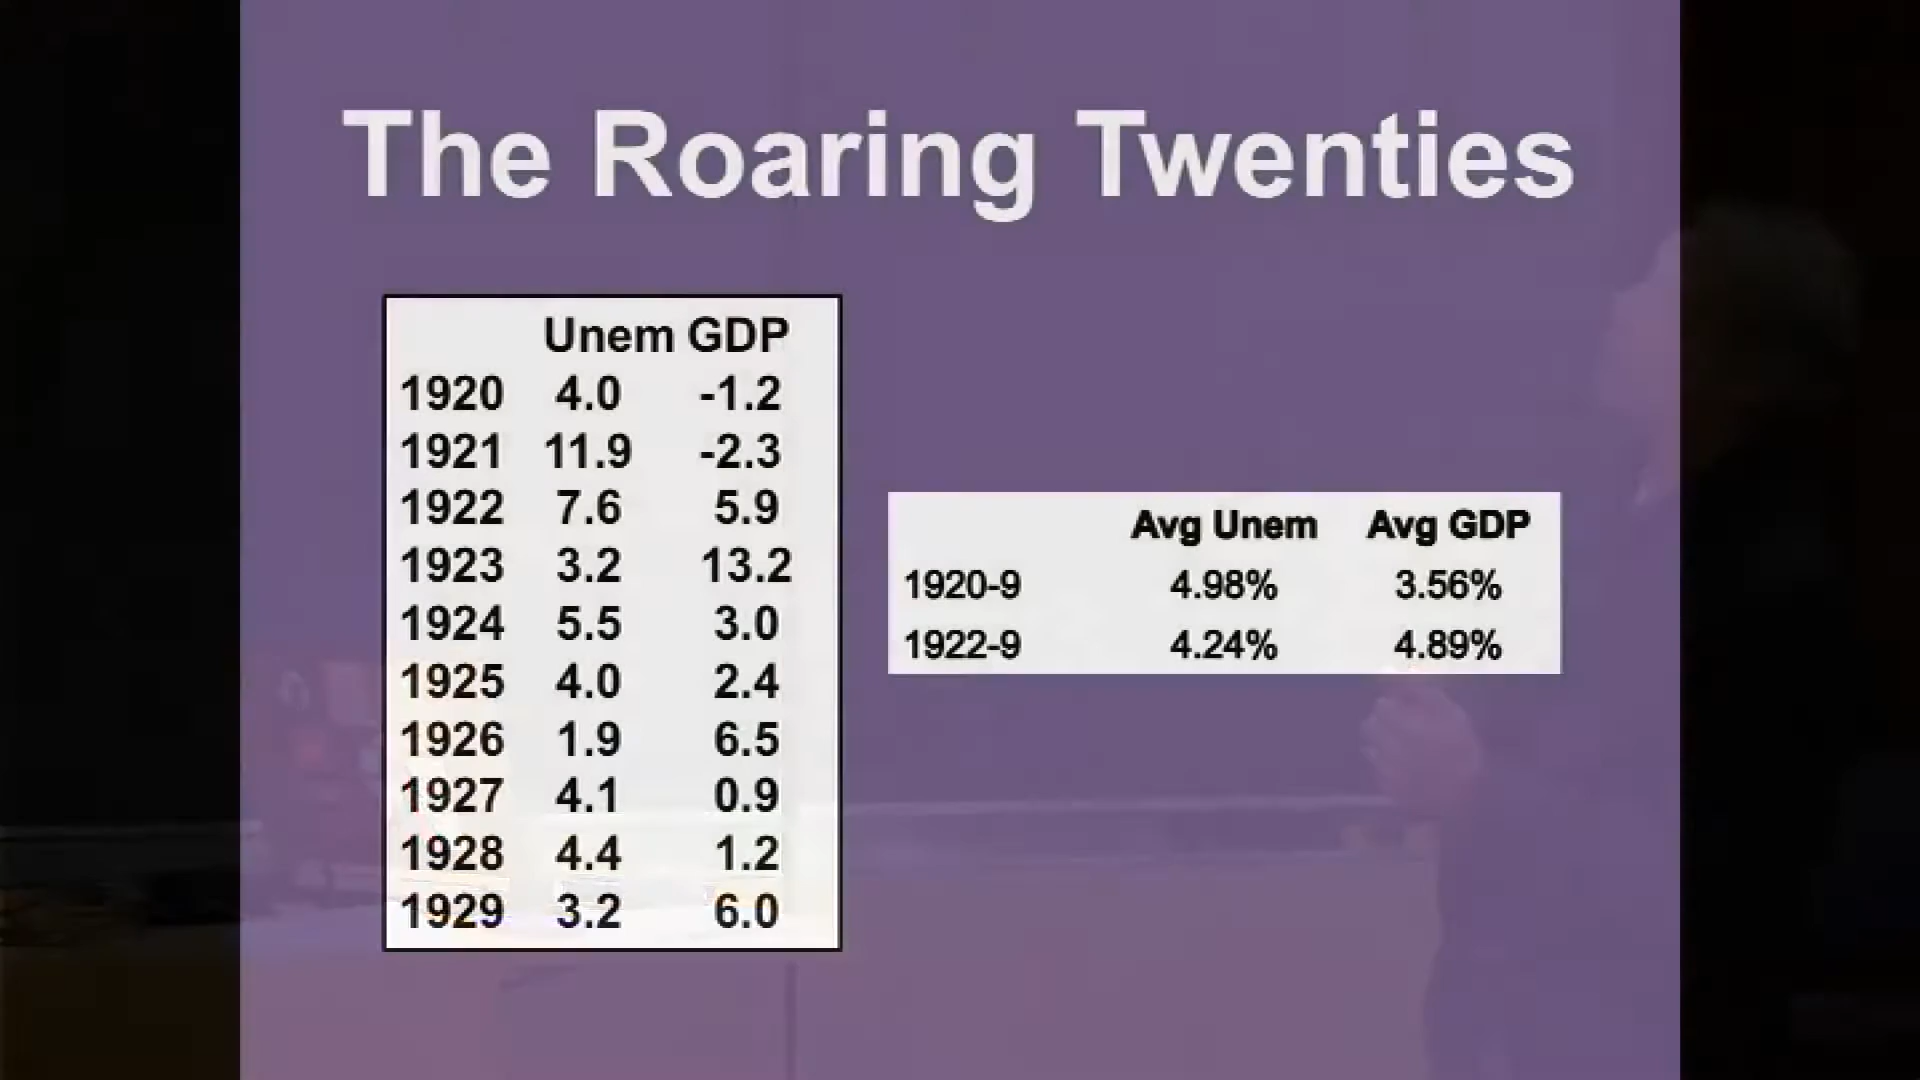 The Roaring Twenties
Unem GDP
1920 4.0 -1.2
1921 11.9 -2.3
1922 7.6 5.9
1923 3.2 13.2
1924 5.5 3.0
1925 4.0 2.4
1926 1.9 6.5
1927 4.1 0.9
1928 4.4 1.2
1929 3.2 6.0
Avg Unem Avg GDP
1920-9 4.98% 3.56%
1922-9 4.24% 4.89%